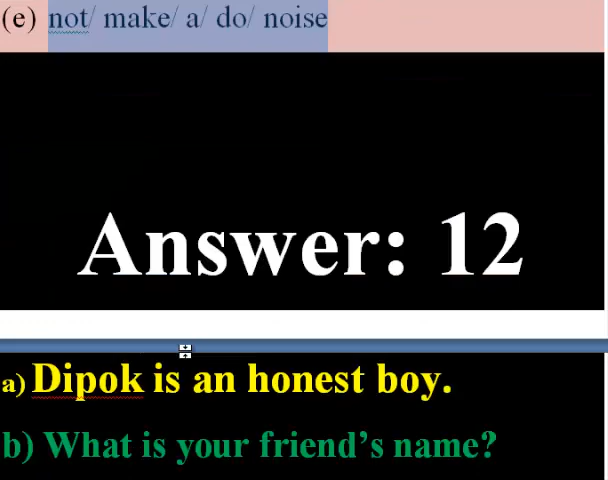 (e) not/ make/ a/ do/ noise
Answer: 12
a) Dipok is an honest boy.
b) What is your friend’s name?